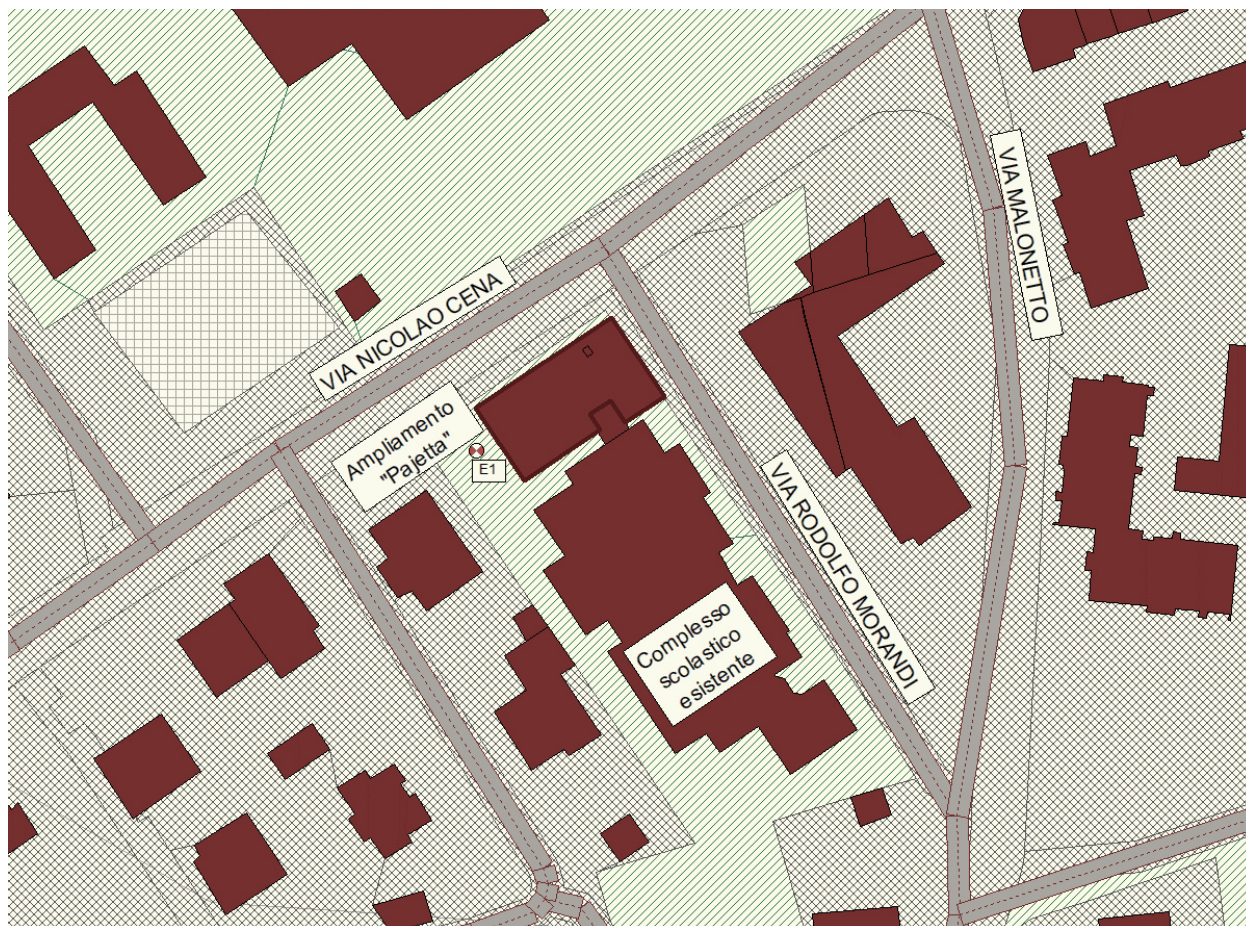 VIA MALONETTO
VIA NICOLAO CENA
Ampliamento
"Pajetta"
E1
VIA RODOLFO MORANDI
Complesso
scolastico
esistente